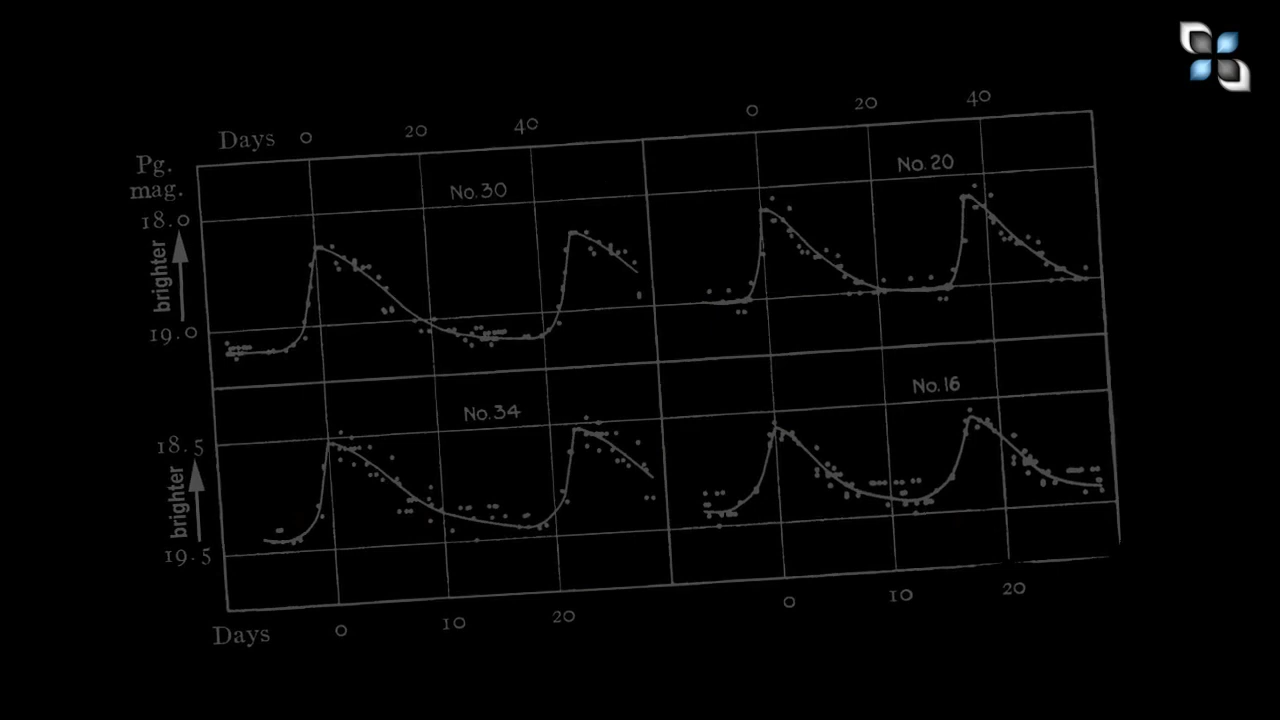 Days 0 20 40 0 20 40
Pg.
mag.
18.0
brighter
19.0
No.30
No.20
18.5
brighter
19.5
No.34
No.16
Days 0 10 20 0 10 20